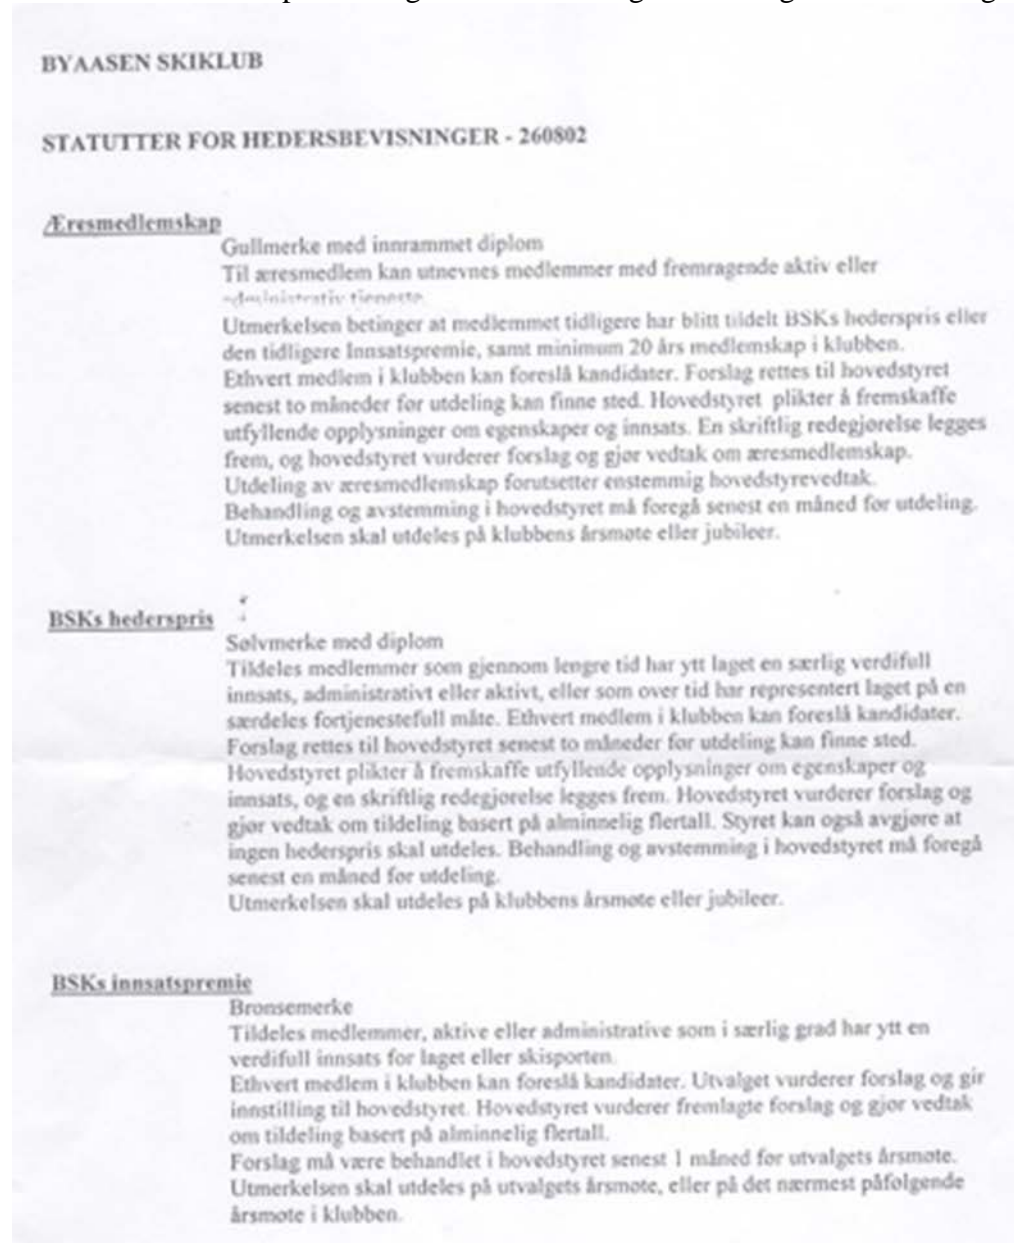 BYAASEN SKIKLUB
STATUTTER FOR HEDERSBEVISNINGER - 260802
Æresmedlemskap
Gullmerke med innrammet diplom
Til æresmedlem kan utnevnes medlemmer med fremragende aktiv eller
administrativ tjeneste.
Utmerkelsen betinger at medlemmet tidligere har blitt tildelt BSKs hederspris eller
den tidligere Innsatspremie, samt minimum 20 års medlemskap i klubben.
Ethvert medlem i klubben kan foreslå kandidater. Forslag rettes til hovedstyret
senest to måneder før utdeling kan finne sted. Hovedstyret plikter å fremskaffe
utfyllende opplysninger om egenskaper og innsats. En skriftlig redegjørelse legges
frem, og hovedstyret vurderer forslag og gjør vedtak om æresmedlemskap.
Utdeling av æresmedlemskap forutsetter enstemmig hovedstyrevedtak.
Behandling og avstemming i hovedstyret må foregå senest en måned før utdeling.
Utmerkelsen skal utdeles på klubbens årsmøte eller jubileer.
BSKs hederspris
Sølvmerke med diplom
Tildeles medlemmer som gjennom lengre tid har ytt laget en særlig verdifull
innsats, administrativt eller aktivt, eller som over tid har representert laget på en
særdeles fortjenestefull måte. Ethvert medlem i klubben kan foreslå kandidater.
Forslag rettes til hovedstyret senest to måneder før utdeling kan finne sted.
Hovedstyret plikter å fremskaffe utfyllende opplysninger om egenskaper og
innsats, og en skriftlig redegjørelse legges frem. Hovedstyret vurderer forslag og
gjør vedtak om tildeling basert på alminnelig flertall. Styret kan også avgjøre at
ingen hederspris skal utdeles. Behandling og avstemming i hovedstyret må foregå
senest en måned før utdeling.
Utmerkelsen skal utdeles på klubbens årsmøte eller jubileer.
BSKs innsatspremie
Bronsemerke
Tildeles medlemmer, aktive eller administrative som i særlig grad har ytt en
verdifull innsats for laget eller skisporten.
Ethvert medlem i klubben kan foreslå kandidater. Utvalget vurderer forslag og gir
innstilling til hovedstyret. Hovedstyret vurderer fremlagte forslag og gjør vedtak
om tildeling basert på alminnelig flertall.
Forslag må være behandlet i hovedstyret senest 1 måned før utvalgets årsmøte.
Utmerkelsen skal utdeles på utvalgets årsmøte, eller på det nærmest påfølgende
årsmøte i klubben.